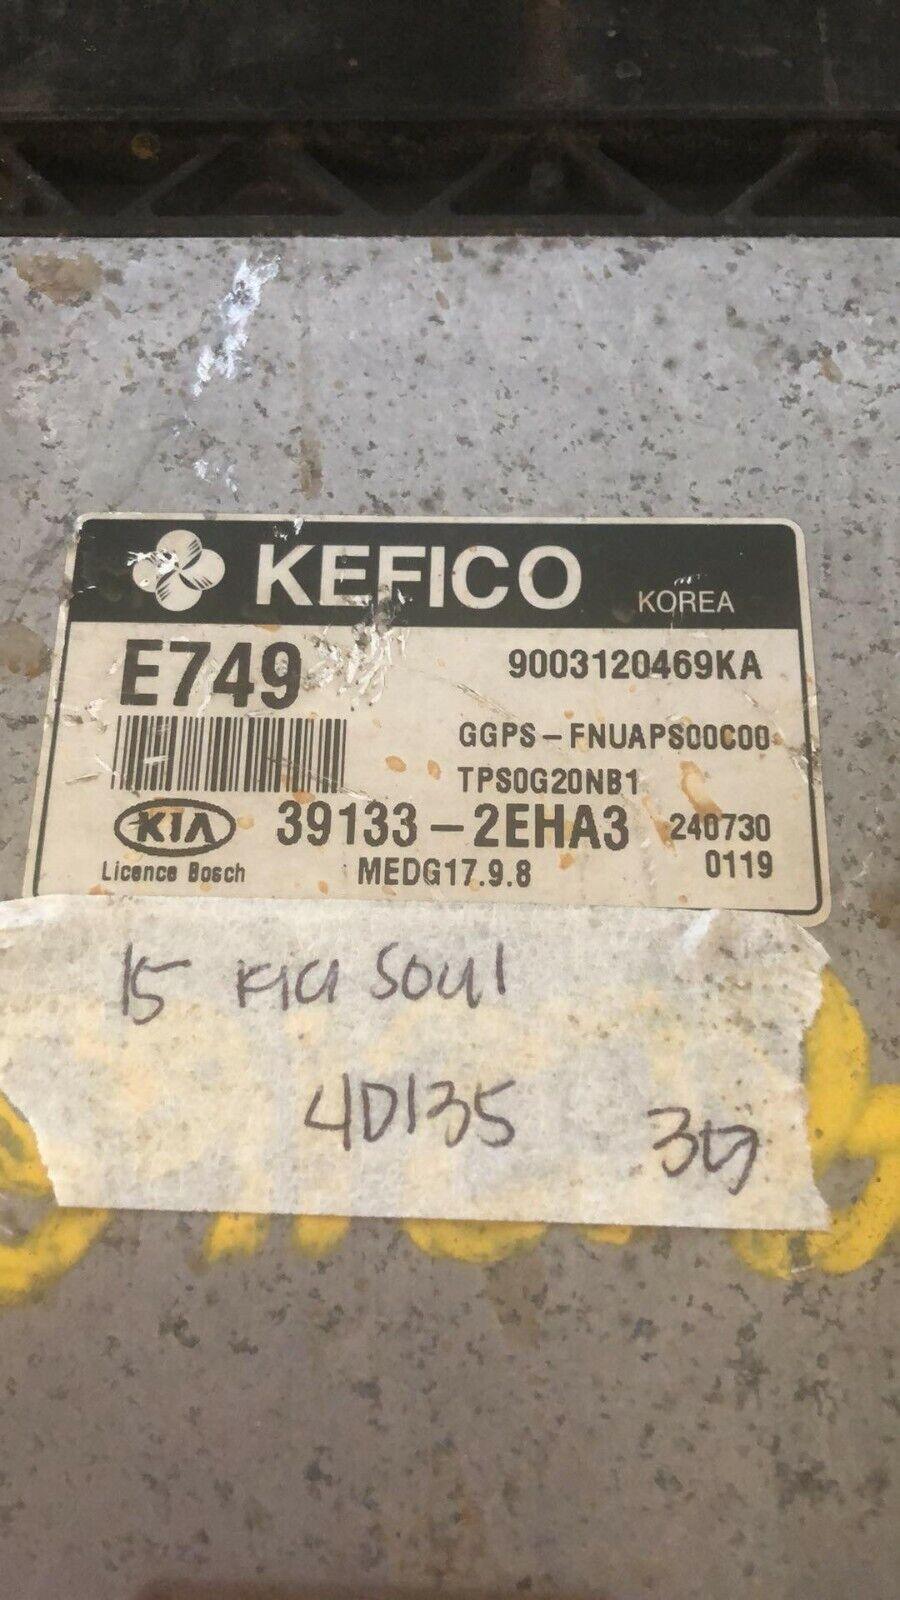 KEFICO KOREA
E749 9003120469KA
GGPS-FNUAPS00C00
TPS0G20NB1
KIA 39133-2EHA3 240730
Licence Bosch MEDG17.9.8 0119
15 KIA SOUL
4D135